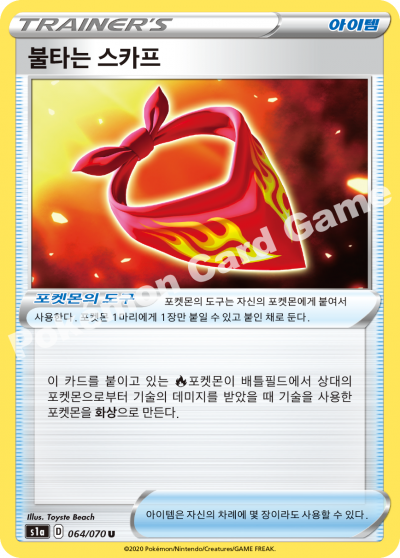 TRAINER'S
아이템
불타는 스카프
Pokémon Card Game
포켓몬의 도구
포켓몬의 도구는 자신의 포켓몬에게 붙여서
사용한다. 포켓몬 1마리에게 1장만 붙일 수 있고 붙인 채로 둔다.
이 카드를 붙이고 있는 포켓몬이 배틀필드에서 상대의
포켓몬으로부터 기술의 데미지를 받았을 때 기술을 사용한
포켓몬을 화상으로 만든다.
Illus. Toyste Beach
s1a D 064/070 U
아이템은 자신의 차례에 몇 장이라도 사용할 수 있다.
©2020 Pokémon/Nintendo/Creatures/GAME FREAK.